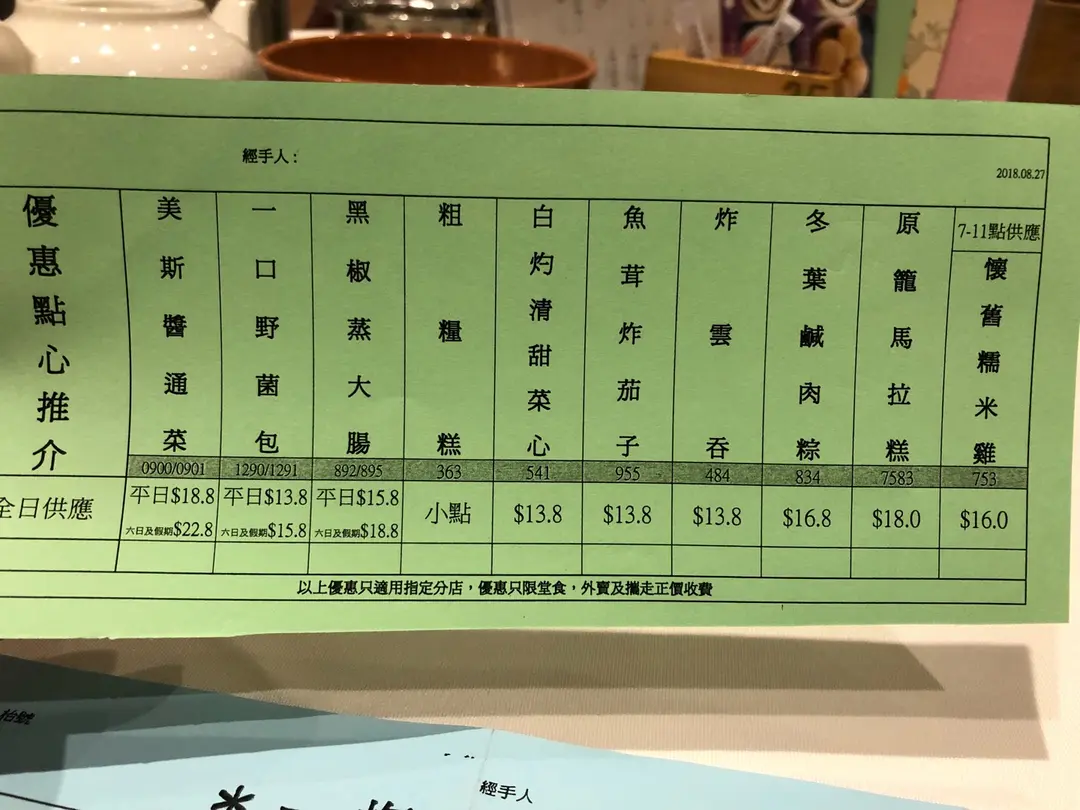 經手人：
2018.08.27
優惠點心推介
美斯醬通菜
一口野菌包
黑椒蒸大腸
粗糧糕
白灼清甜菜心
魚茸炸茄子
炸雲吞
冬葉鹹肉粽
原籠馬拉糕
7-11點供應
懷舊糯米雞
0900/0901 1290/1291 892/895 363 541 955 484 834 7583 753
全日供應
平日$18.8 平日$13.8 平日$15.8 小點 $13.8 $13.8 $13.8 $16.8 $18.0 $16.0
六日及假期$22.8 六日及假期$15.8 六日及假期$18.8
以上優惠只適用指定分店，優惠只限堂食，外賣及攜走正價收費
經手人